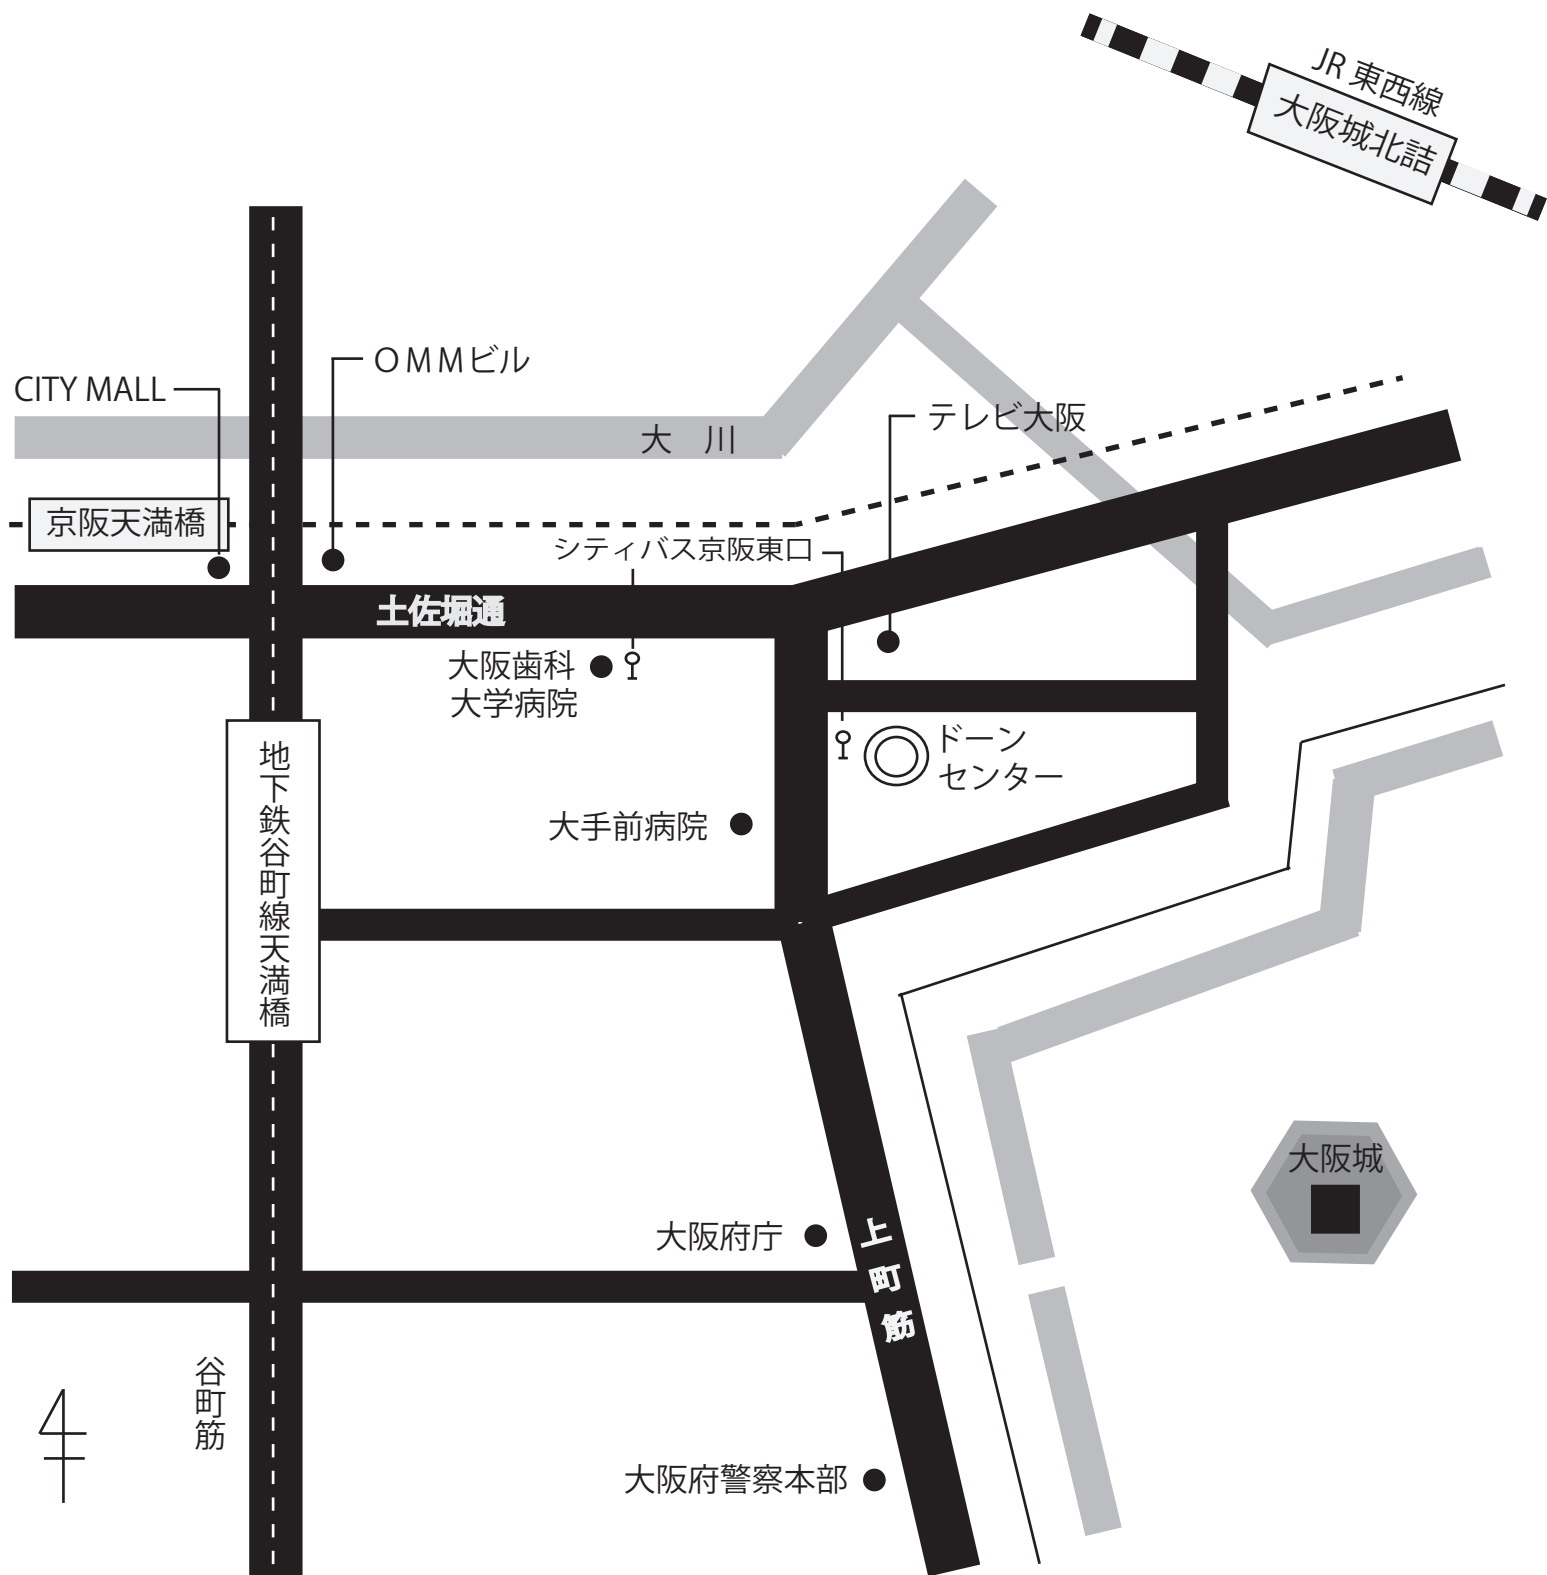 JR 東西線
大阪城北詰
OMMビル
CITY MALL
テレビ大阪
大　川
京阪天満橋
シティバス京阪東口
土佐堀通
大阪歯科
大学病院
ドーン
センター
地下鉄谷町線天満橋
大手前病院
大阪城
大阪府庁
上町筋
谷町筋
大阪府警察本部